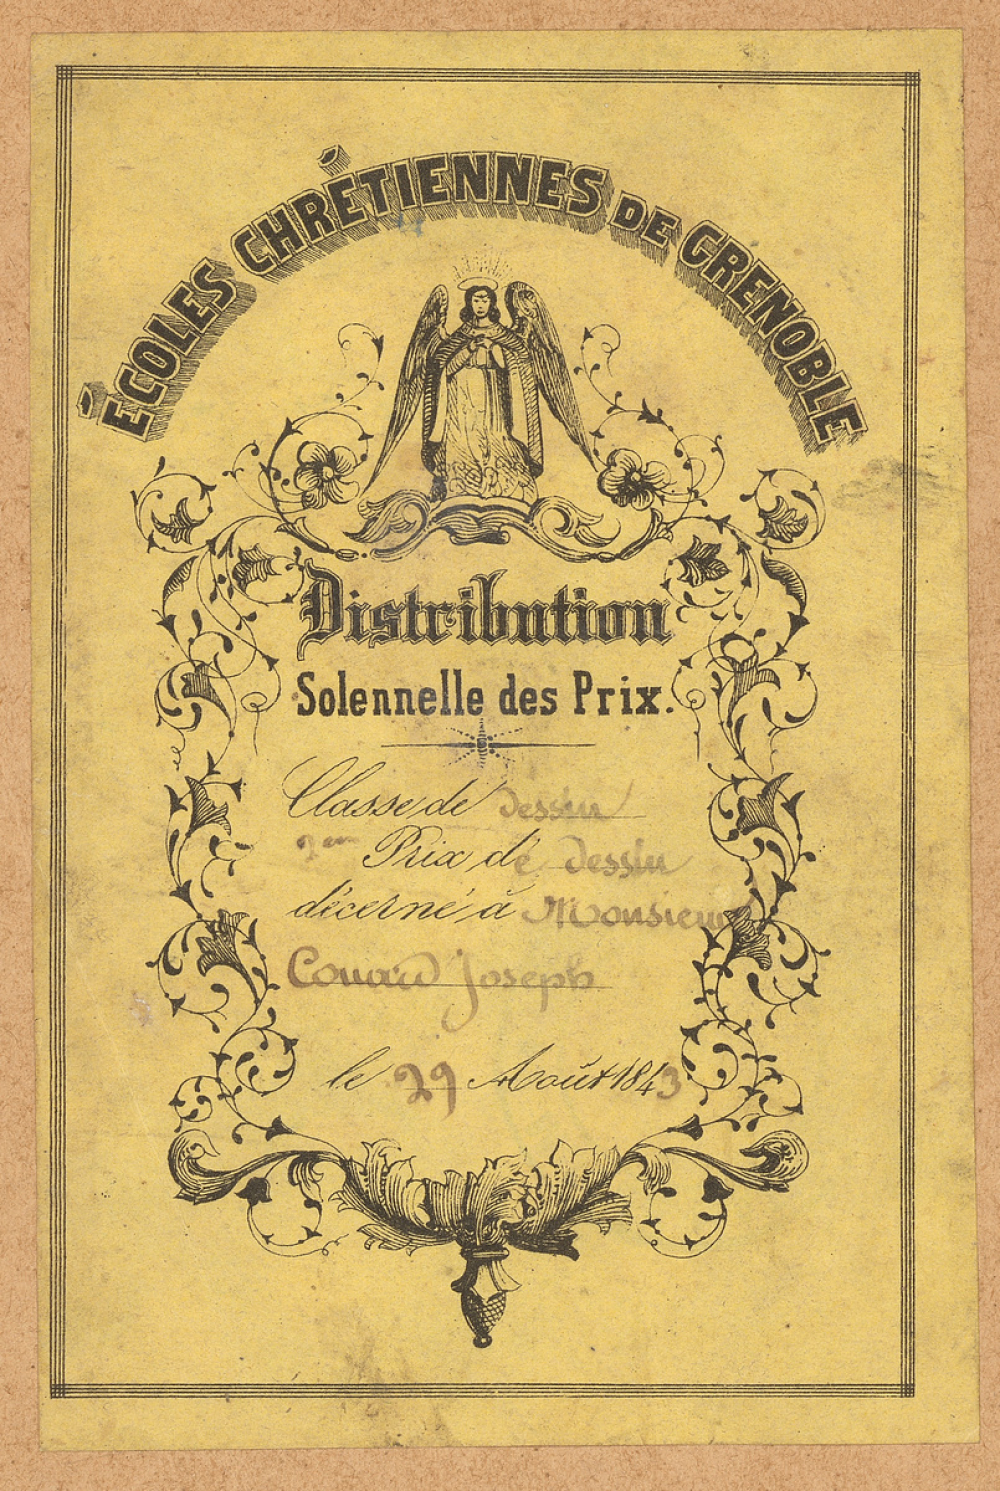 ÉCOLES CHRÉTIENNES DE GRENOBLE
Distribution
Solennelle des Prix.
Classe de Dessin
2em Prix de Dessin
décerné à Monsieur
Couard Joseph
le 29 Août 1843